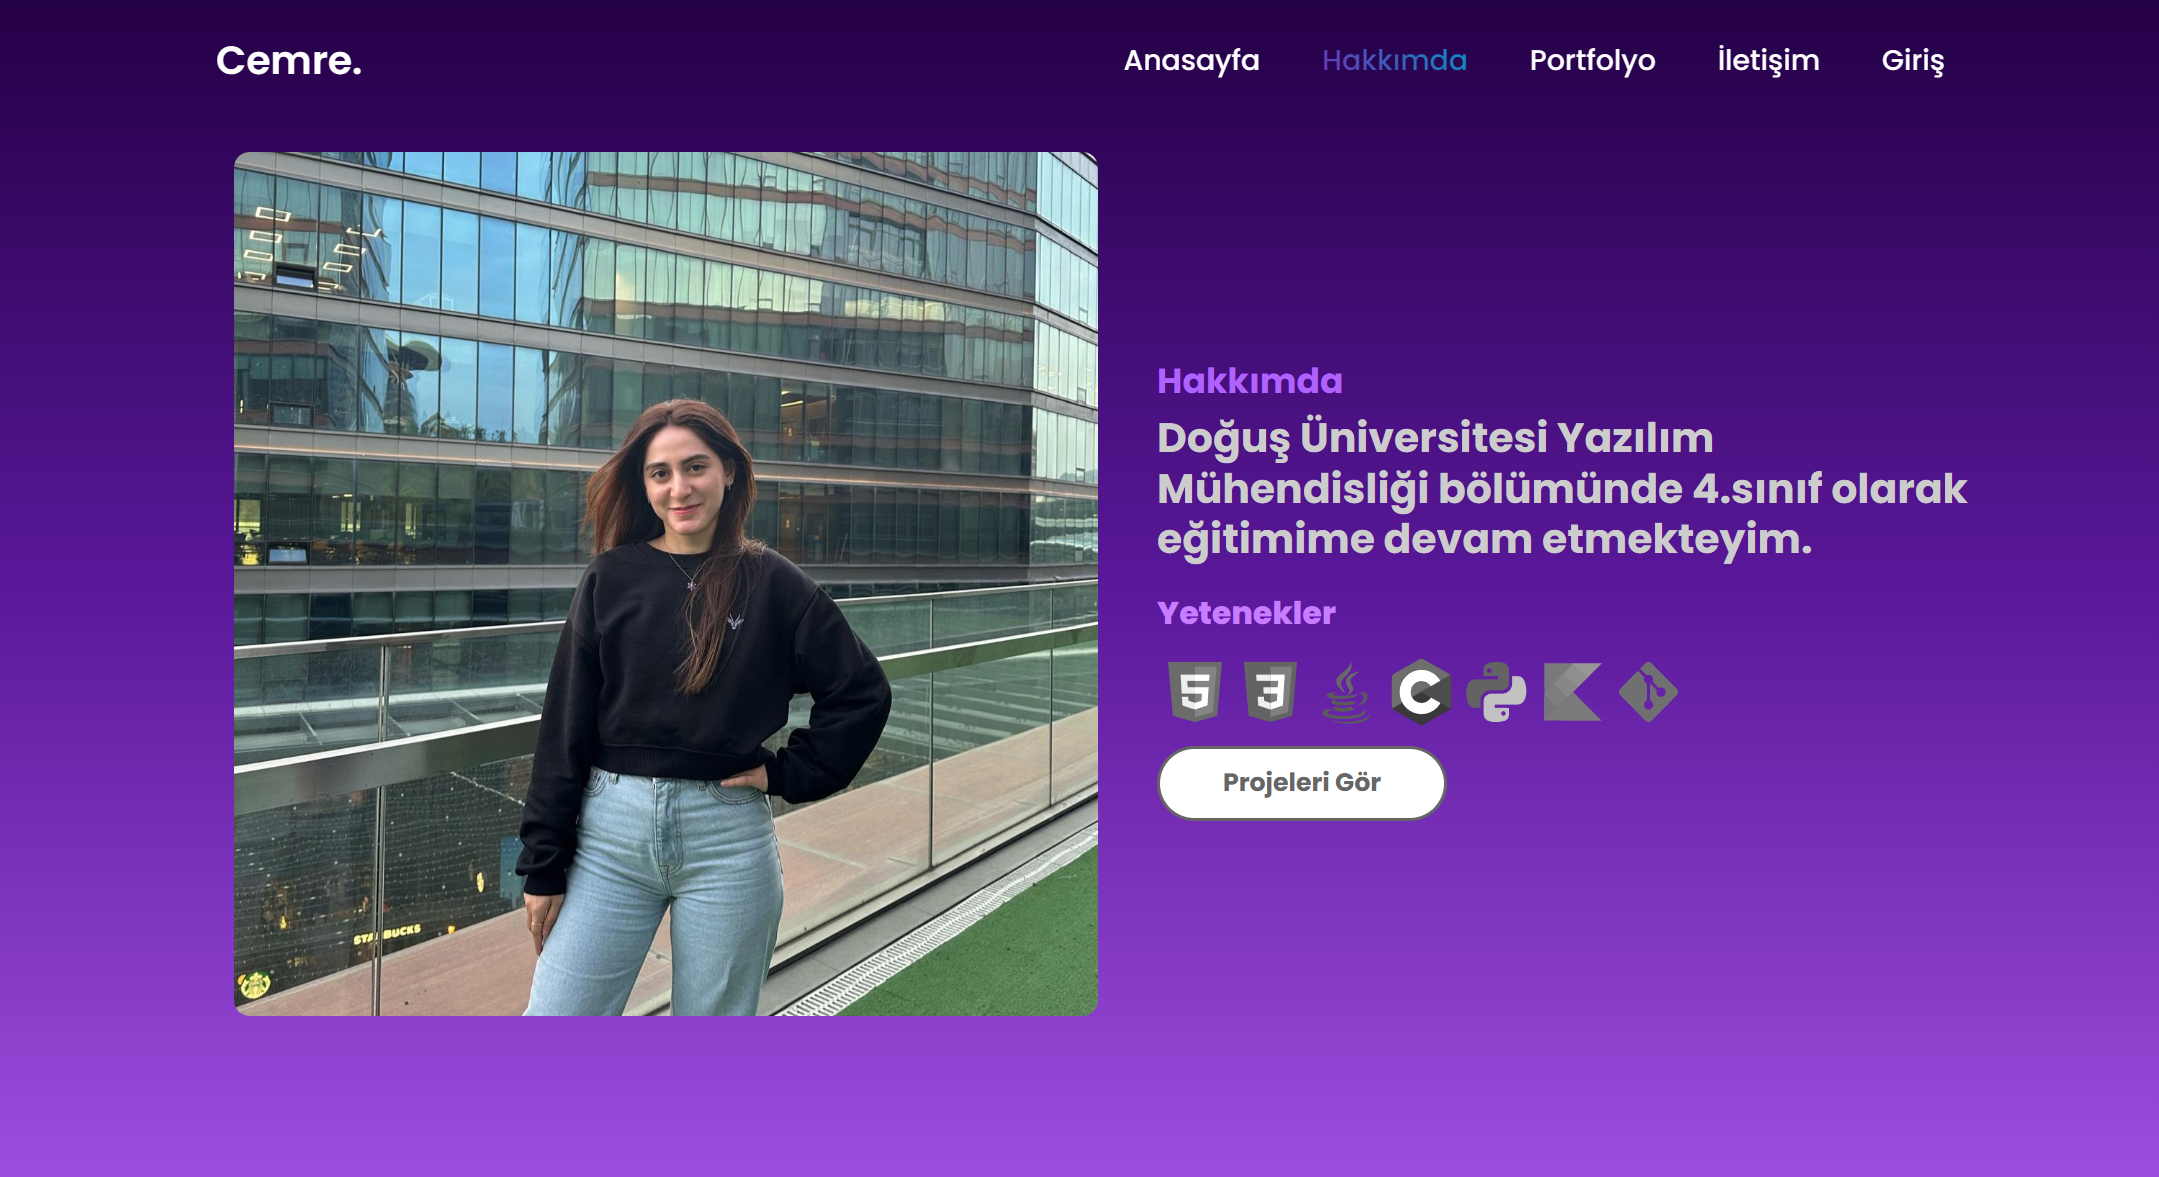 Cemre.
Anasayfa Hakkımda Portfolyo İletişim Giriş
Hakkımda
Doğuş Üniversitesi Yazılım
Mühendisliği bölümünde 4.sınıf olarak
eğitimime devam etmekteyim.
Yetenekler
5 3 C
Projeleri Gör
STARBUCKS